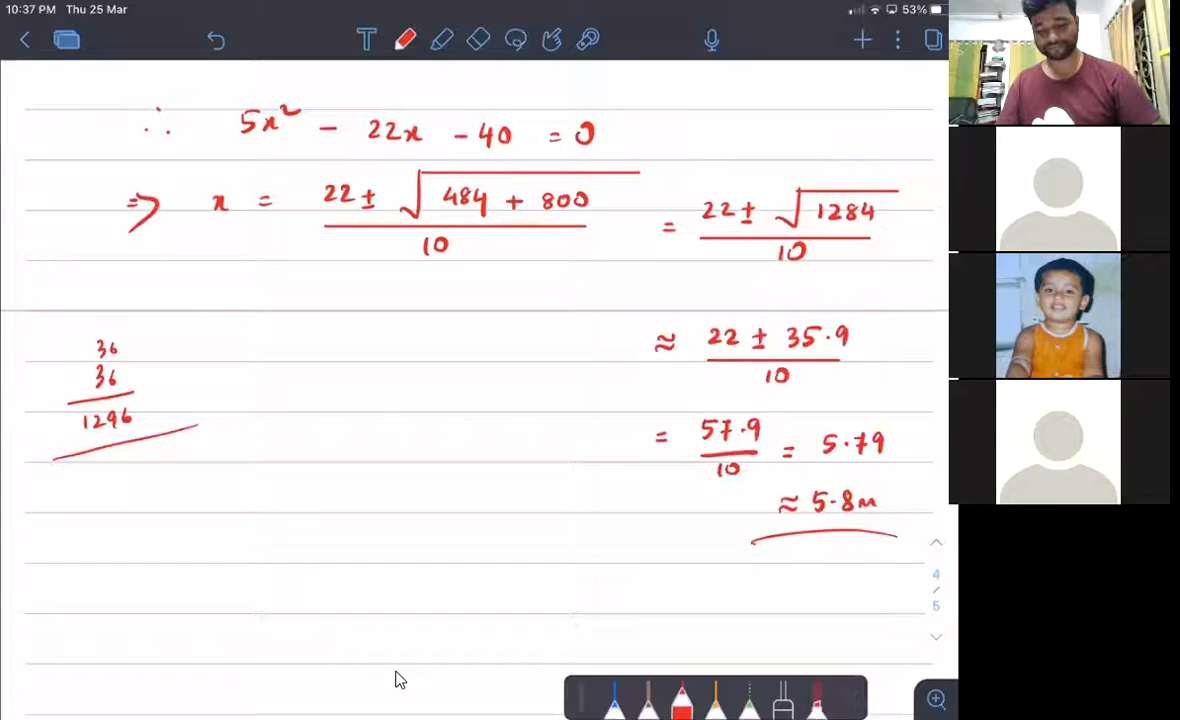 10:37 PM Thu 25 Mar 53%
∴ 5x² - 22x - 40 = 0
⇒ x = 22 ± √484 + 800 / 10 = 22 ± √1284 / 10
≈ 22 ± 35.9 / 10
= 57.9 / 10 = 5.79
≈ 5.8m
36
36
1296
4 / 5